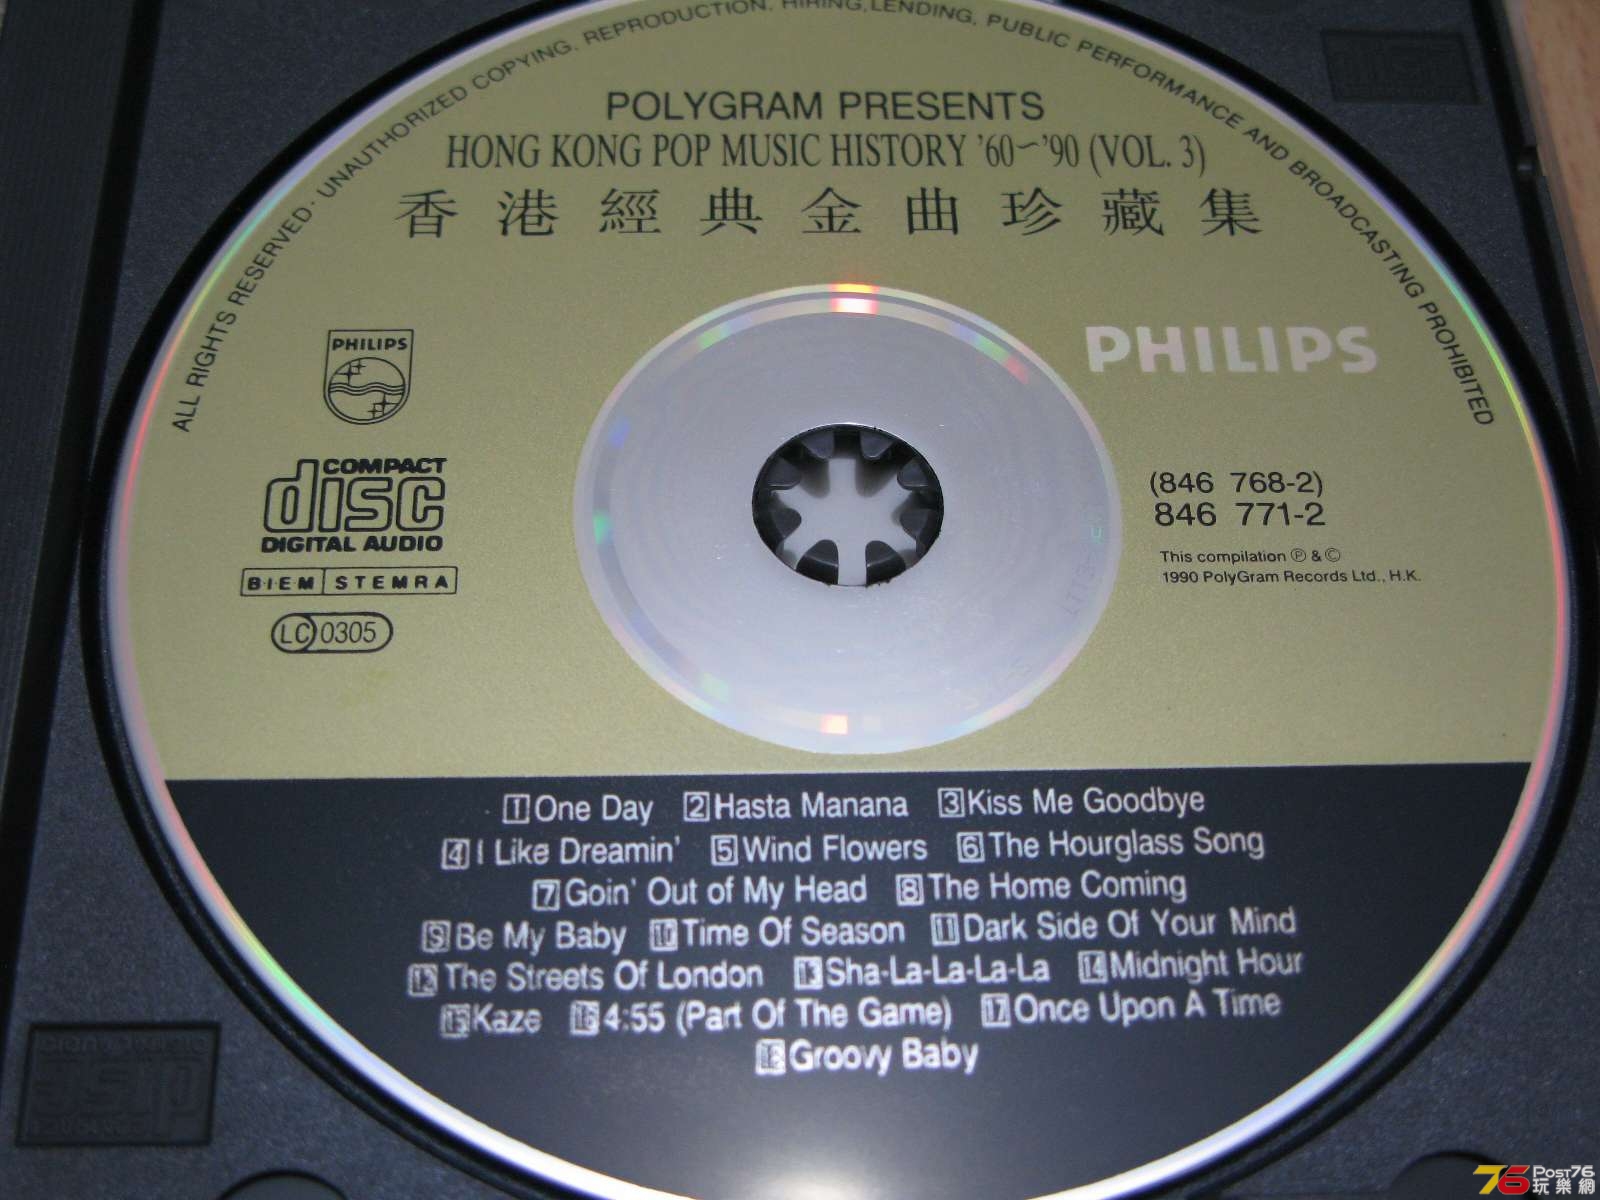 ALL RIGHTS RESERVED · UNAUTHORIZED COPYING, REPRODUCTION, HIRING, LENDING, PUBLIC PERFORMANCE AND BROADCASTING PROHIBITED
POLYGRAM PRESENTS
HONG KONG POP MUSIC HISTORY '60~'90 (VOL. 3)
香港經典金曲珍藏集
PHILIPS
PHILIPS
COMPACT
disc
DIGITAL AUDIO
BIEM STEMRA
LC 0305
(846 768-2)
846 771-2
This compilation ℗ & ©
1990 PolyGram Records Ltd., H.K.
1 One Day 2 Hasta Manana 3 Kiss Me Goodbye
4 I Like Dreamin' 5 Wind Flowers 6 The Hourglass Song
7 Goin' Out of My Head 8 The Home Coming
9 Be My Baby 10 Time Of Season 11 Dark Side Of Your Mind
12 The Streets Of London 13 Sha-La-La-La-La 14 Midnight Hour
15 Kaze 16 4:55 (Part Of The Game) 17 Once Upon A Time
18 Groovy Baby
76 Post76
玩樂網